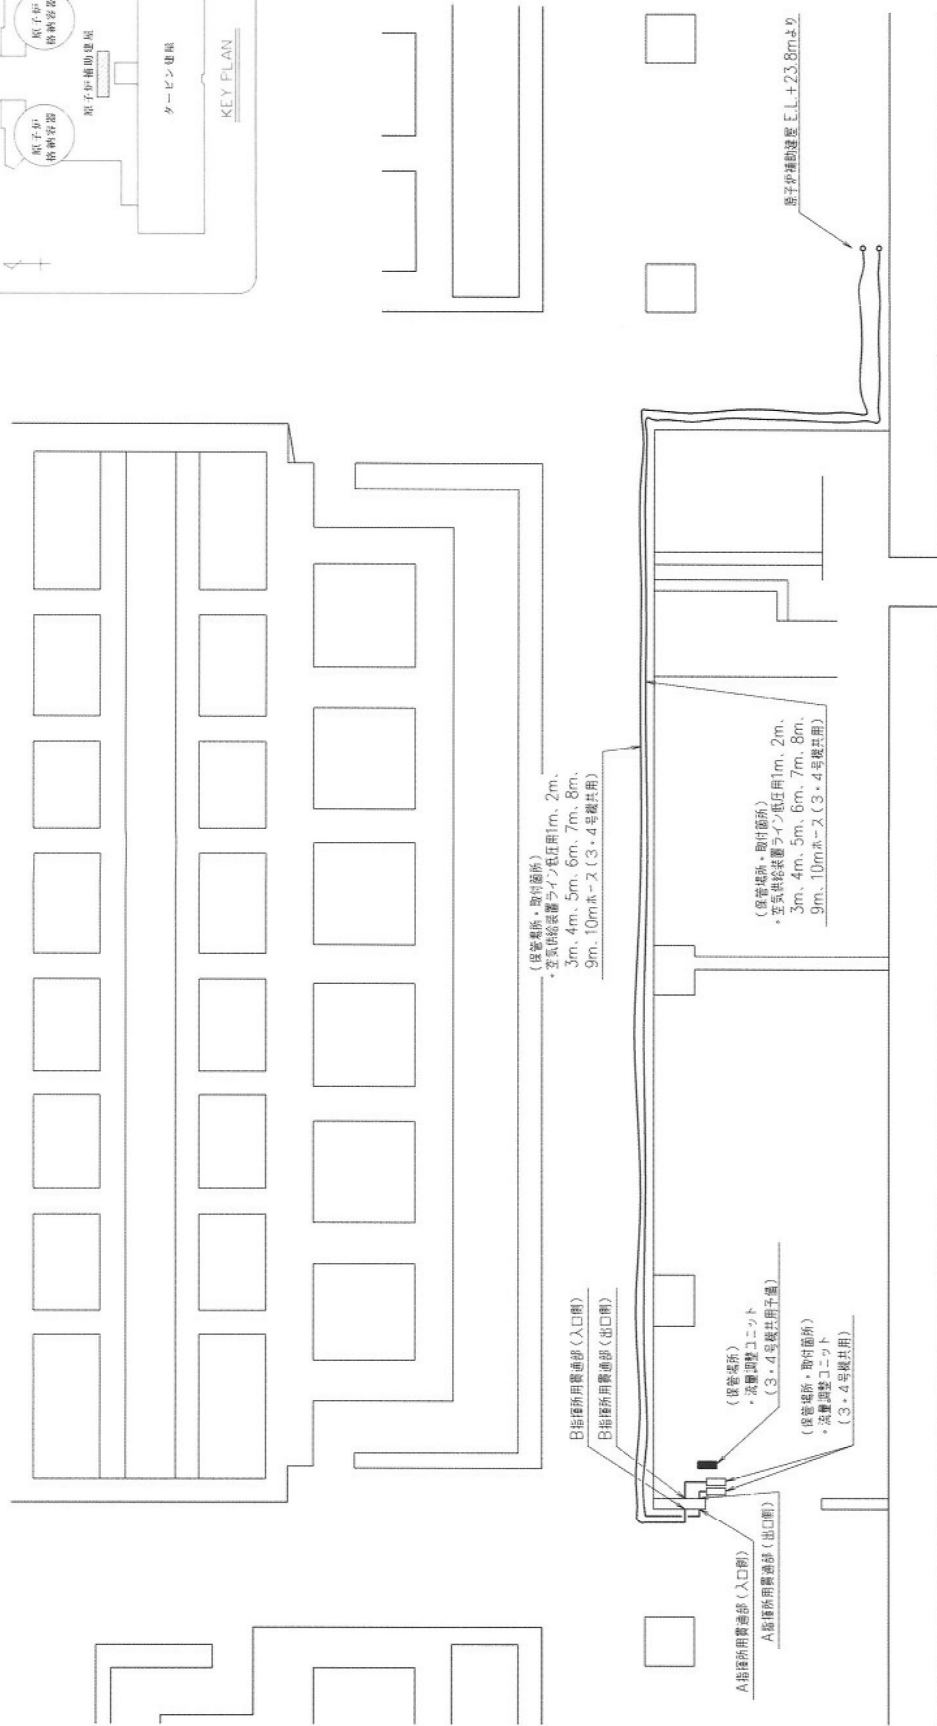 原子炉
格納容器
原子炉
格納容器
原子炉補助建屋
タービン建屋
KEY PLAN
原子炉補助建屋 E.L.+23.8mより
(保管場所・取付箇所)
・空気供給装置ライン低圧用1m、2m、
3m、4m、5m、6m、7m、8m、
9m、10mホース(3・4号機共用)
(保管場所・取付箇所)
・空気供給装置ライン低圧用1m、2m、
3m、4m、5m、6m、7m、8m、
9m、10mホース(3・4号機共用)
B指揮所用貫通部(入口側)
B指揮所用貫通部(出口側)
(保管場所)
・流量調整ユニット
(3・4号機共用予備)
(保管場所・取付箇所)
・流量調整ユニット
(3・4号機共用)
A指揮所用貫通部(入口側)
A指揮所用貫通部(出口側)